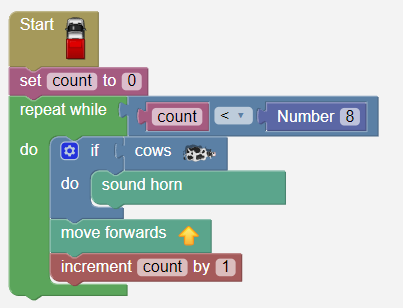 Start
set count to 0
repeat while count < Number 8
do if cows
do sound horn
move forwards
increment count by 1